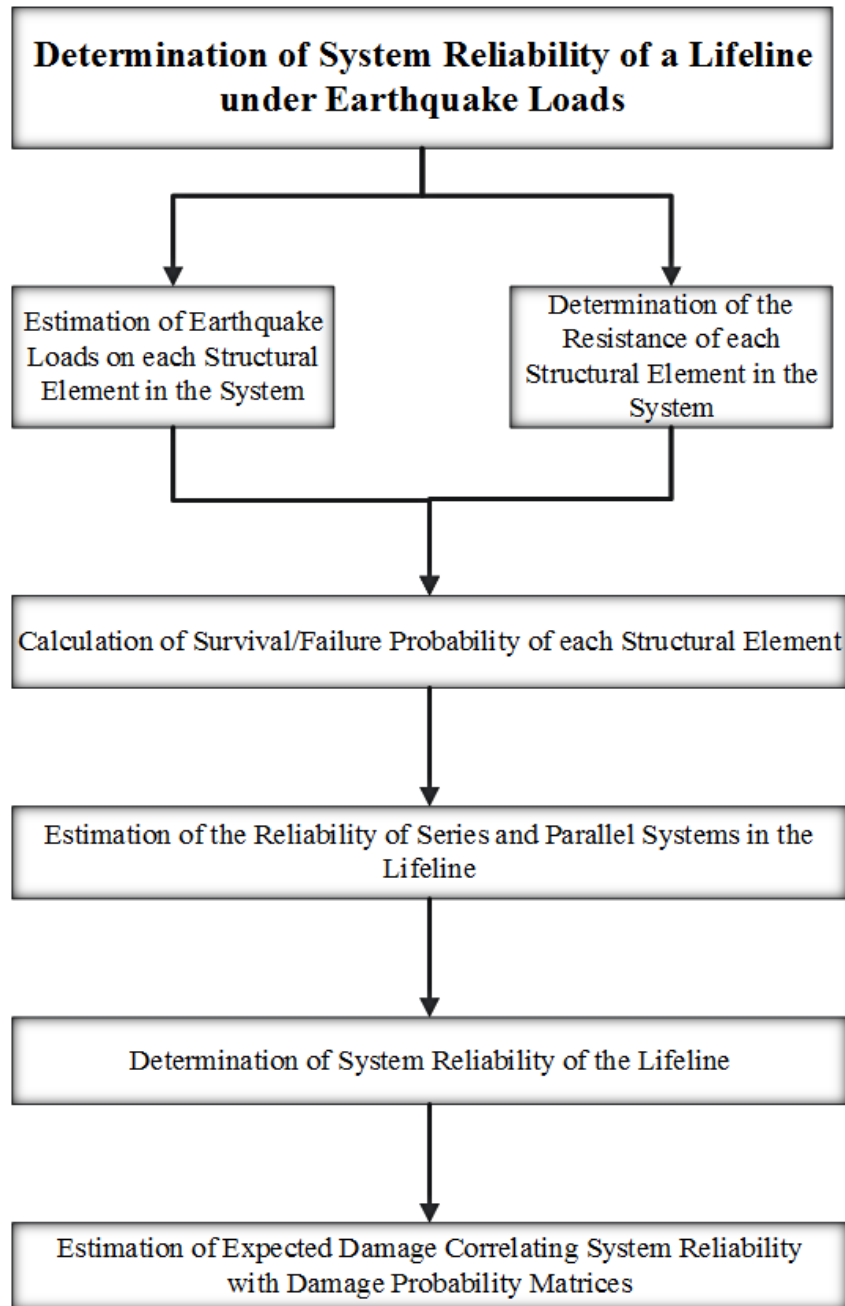 Determination of System Reliability of a Lifeline
under Earthquake Loads
Estimation of Earthquake
Loads on each Structural
Element in the System
Determination of the
Resistance of each
Structural Element in the
System
Calculation of Survival/Failure Probability of each Structural Element
Estimation of the Reliability of Series and Parallel Systems in the
Lifeline
Determination of System Reliability of the Lifeline
Estimation of Expected Damage Correlating System Reliability
with Damage Probability Matrices